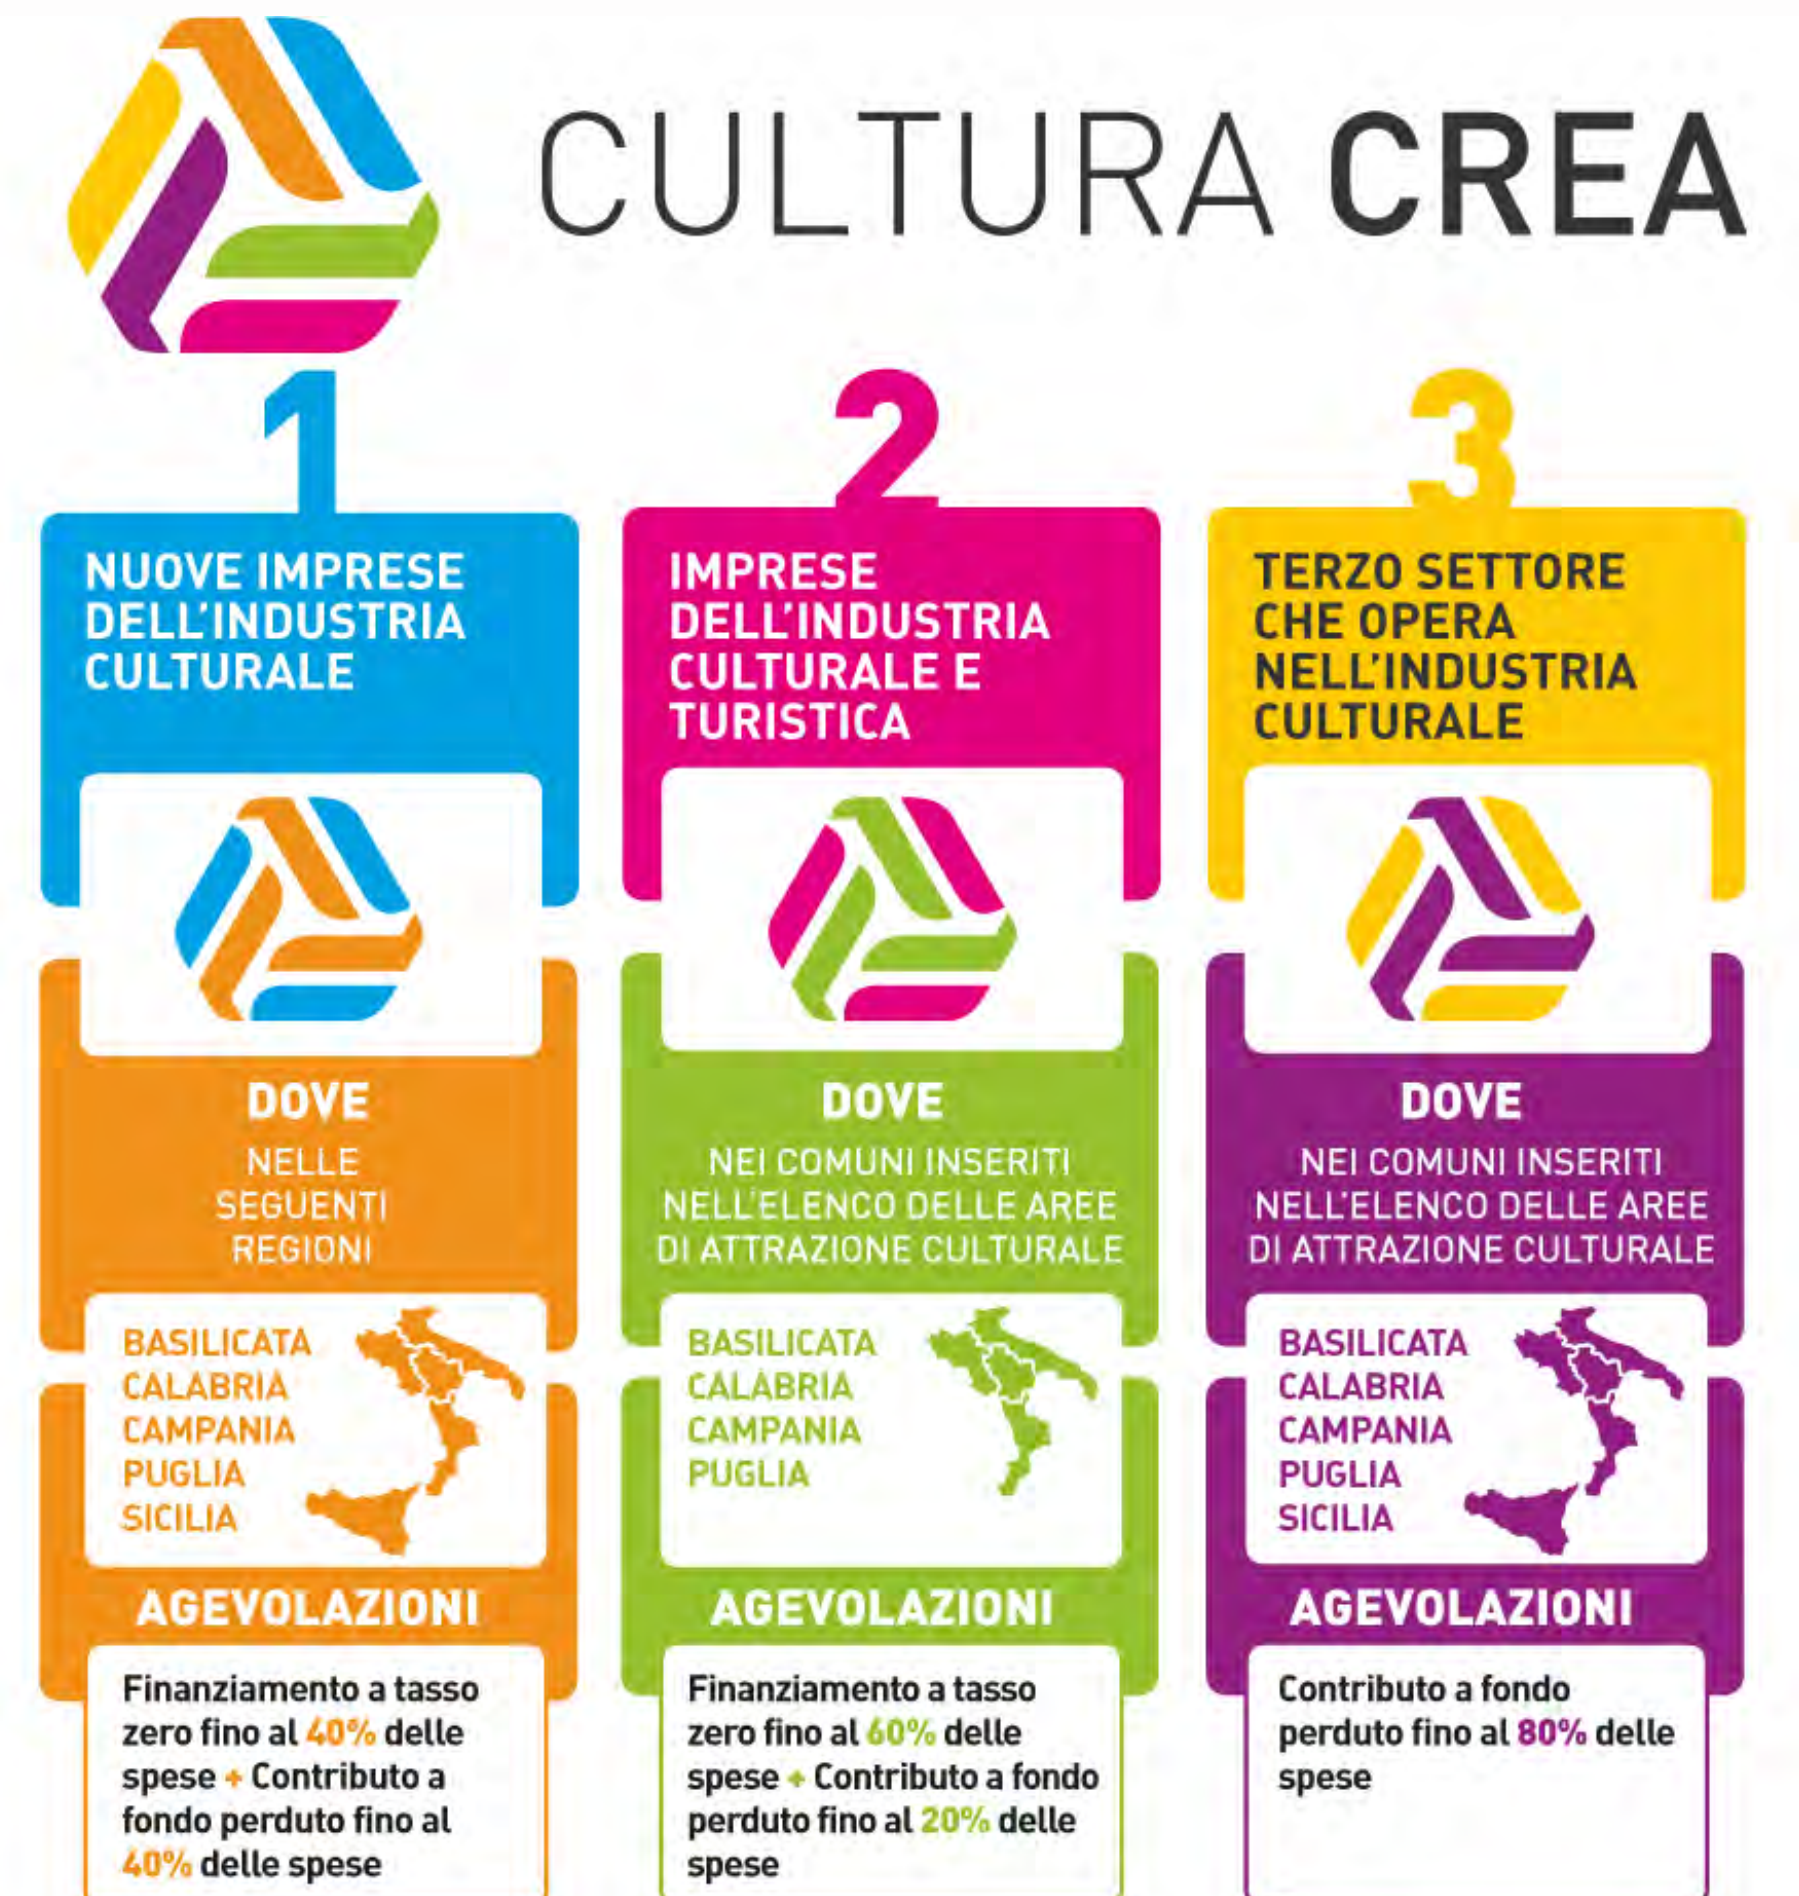 CULTURA CREA
1
NUOVE IMPRESE
DELL'INDUSTRIA
CULTURALE
DOVE
NELLE
SEGUENTI
REGIONI
BASILICATA
CALABRIA
CAMPANIA
PUGLIA
SICILIA
AGEVOLAZIONI
Finanziamento a tasso
zero fino al 40% delle
spese + Contributo a
fondo perduto fino al
40% delle spese
2
IMPRESE
DELL'INDUSTRIA
CULTURALE E
TURISTICA
DOVE
NEI COMUNI INSERITI
NELL'ELENCO DELLE AREE
DI ATTRAZIONE CULTURALE
BASILICATA
CALABRIA
CAMPANIA
PUGLIA
AGEVOLAZIONI
Finanziamento a tasso
zero fino al 60% delle
spese + Contributo a fondo
perduto fino al 20% delle
spese
3
TERZO SETTORE
CHE OPERA
NELL'INDUSTRIA
CULTURALE
DOVE
NEI COMUNI INSERITI
NELL'ELENCO DELLE AREE
DI ATTRAZIONE CULTURALE
BASILICATA
CALABRIA
CAMPANIA
PUGLIA
SICILIA
AGEVOLAZIONI
Contributo a fondo
perduto fino al 80% delle
spese